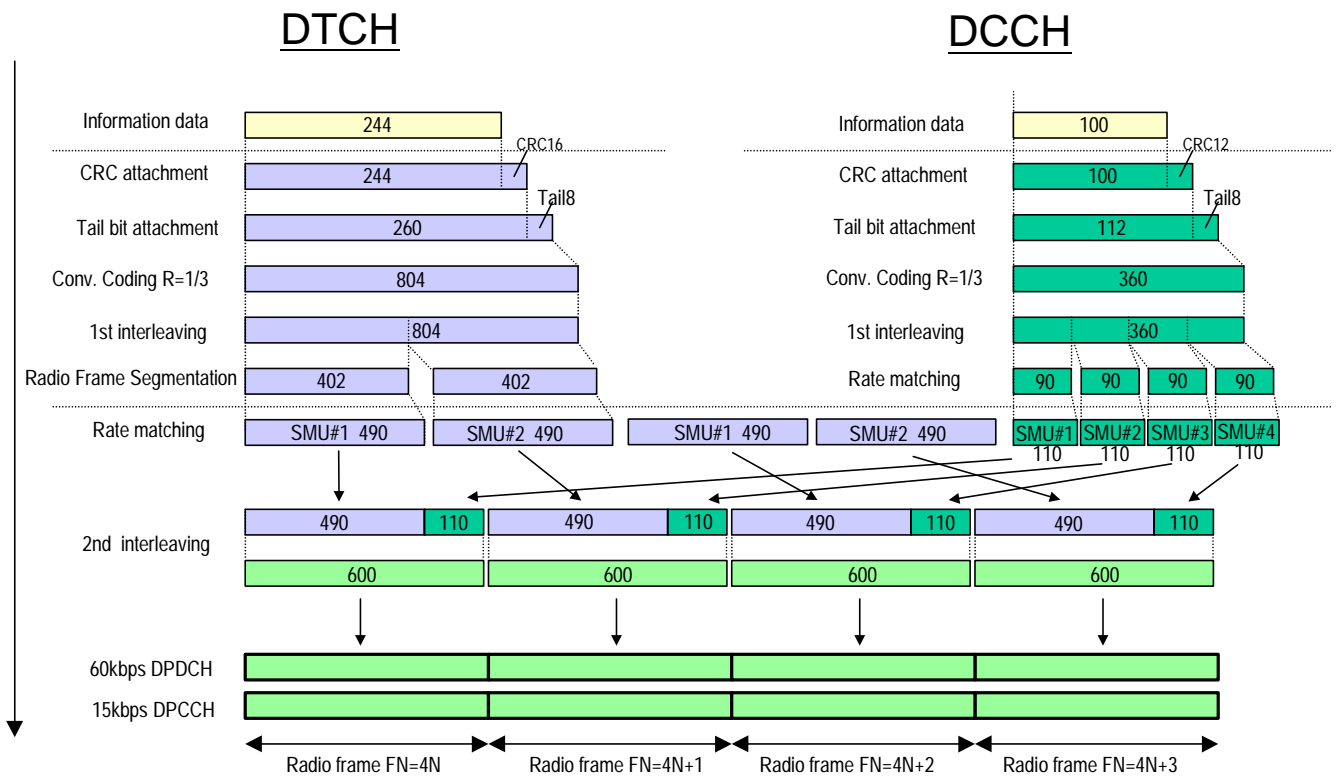 DTCH
DCCH
Information data 244
Information data 100
CRC16
CRC12
CRC attachment 244
CRC attachment 100
Tail8
Tail8
Tail bit attachment 260
Tail bit attachment 112
Conv. Coding R=1/3 804
Conv. Coding R=1/3 360
1st interleaving 804
1st interleaving 360
Radio Frame Segmentation 402 402
Rate matching 90 90 90 90
Rate matching SMU#1 490 SMU#2 490 SMU#1 490 SMU#2 490 SMU#1 SMU#2 SMU#3 SMU#4
110 110 110 110
490 110 490 110 490 110 490 110
2nd interleaving
600 600 600 600
60kbps DPDCH
15kbps DPCCH
Radio frame FN=4N Radio frame FN=4N+1 Radio frame FN=4N+2 Radio frame FN=4N+3